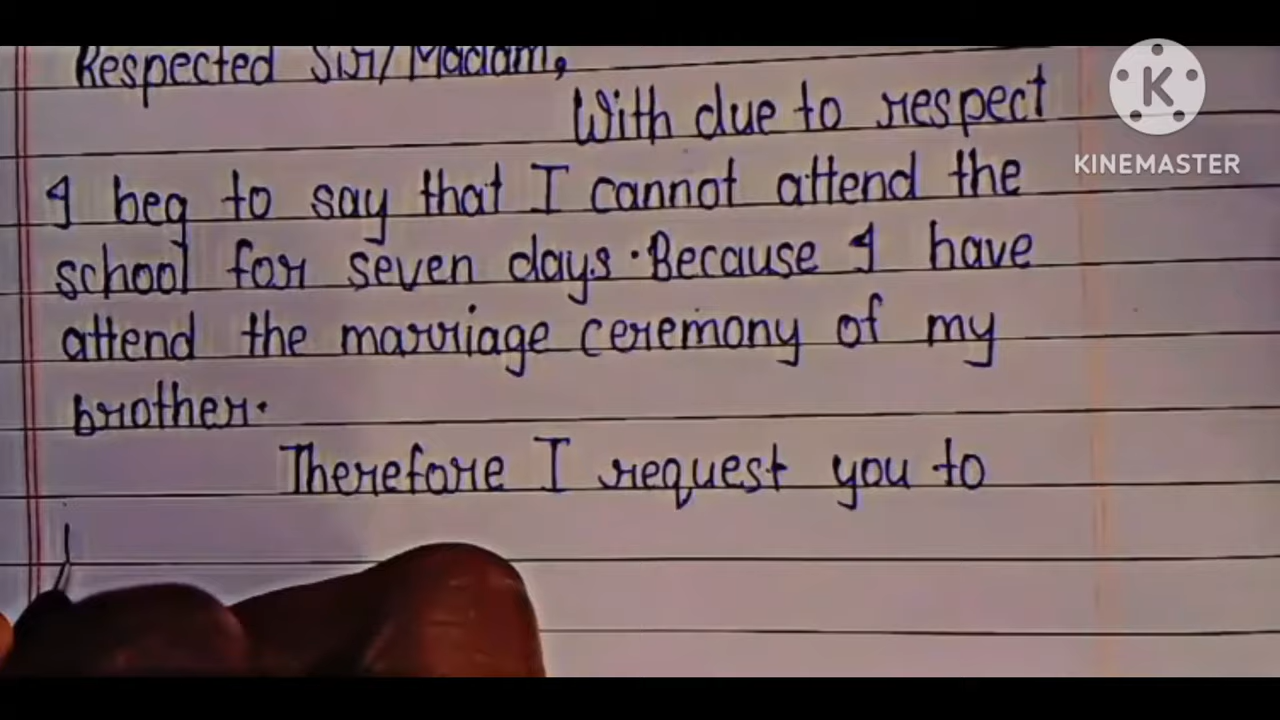 Respected Sir/Madam,
With due to respect
I beg to say that I cannot attend the
school for seven days. Because I have
attend the marriage ceremony of my
brother.
Therefore I request you to
K
KINEMASTER